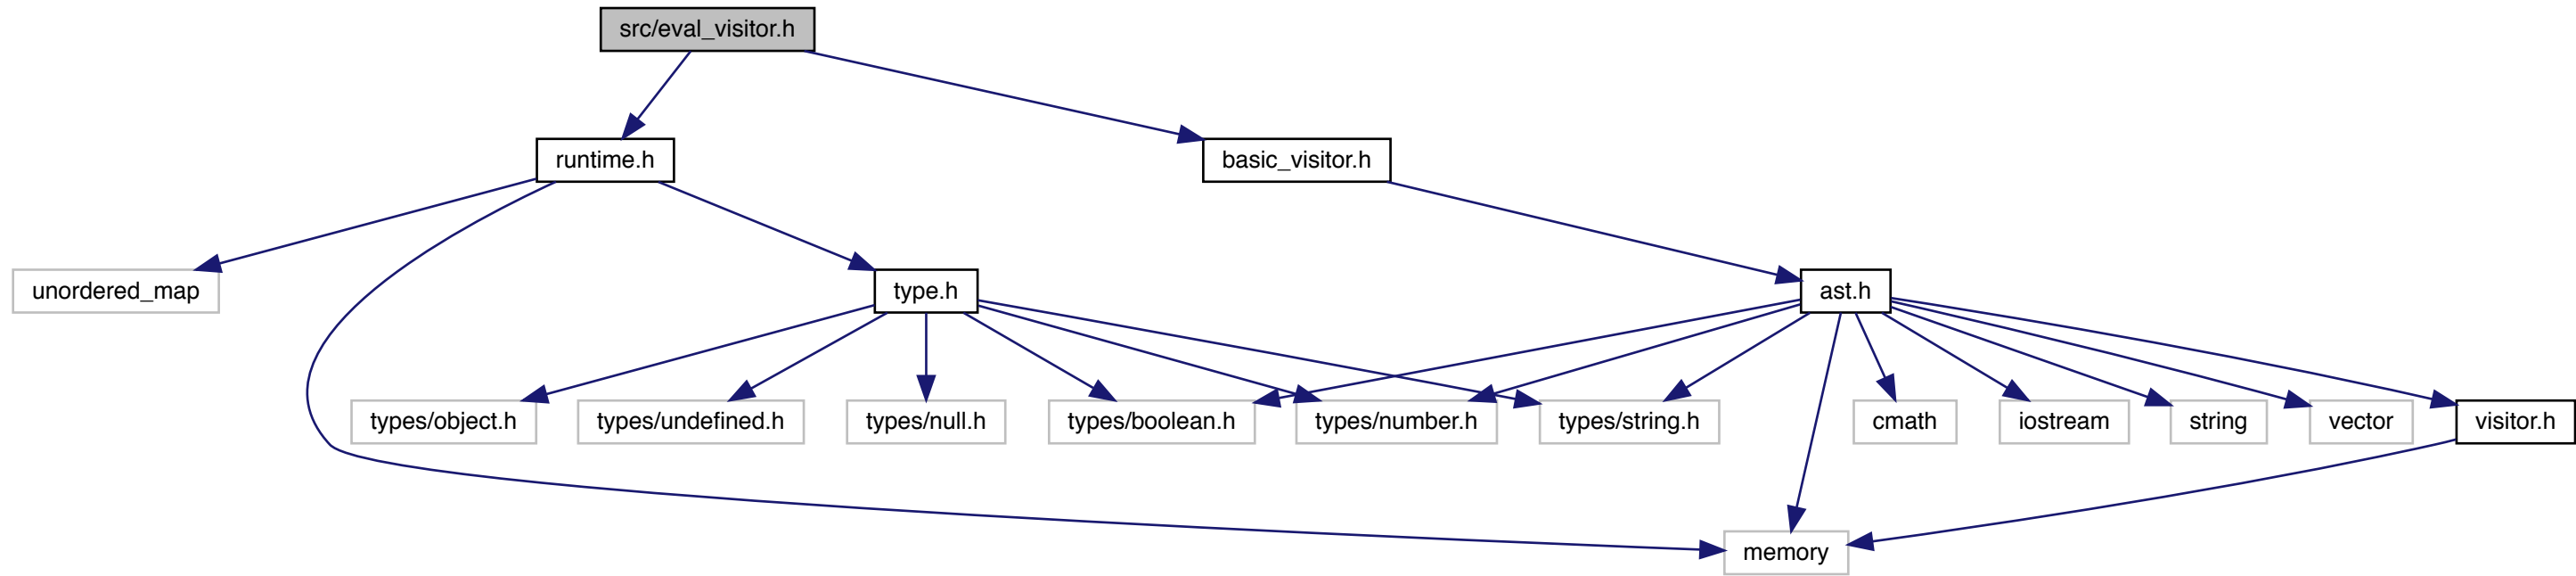 src/eval_visitor.h
runtime.h
basic_visitor.h
unordered_map
type.h
ast.h
types/object.h
types/undefined.h
types/null.h
types/boolean.h
types/number.h
types/string.h
cmath
iostream
string
vector
visitor.h
memory